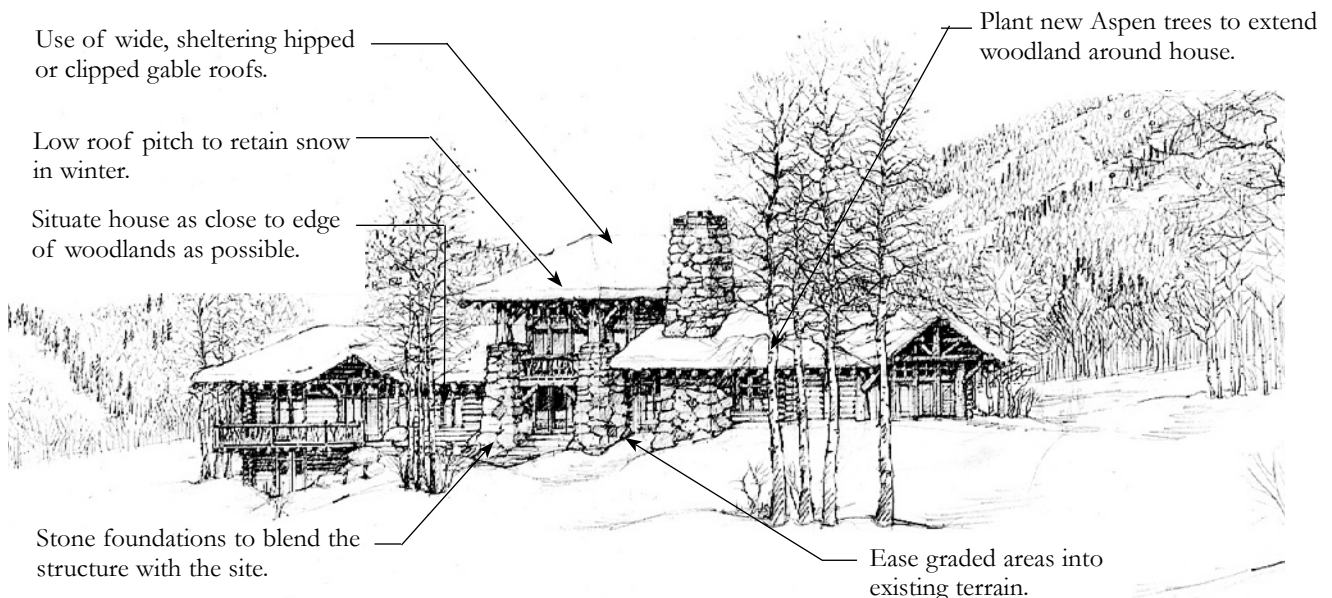 Use of wide, sheltering hipped
or clipped gable roofs.
Plant new Aspen trees to extend
woodland around house.
Low roof pitch to retain snow
in winter.
Situate house as close to edge
of woodlands as possible.
Stone foundations to blend the
structure with the site.
Ease graded areas into
existing terrain.